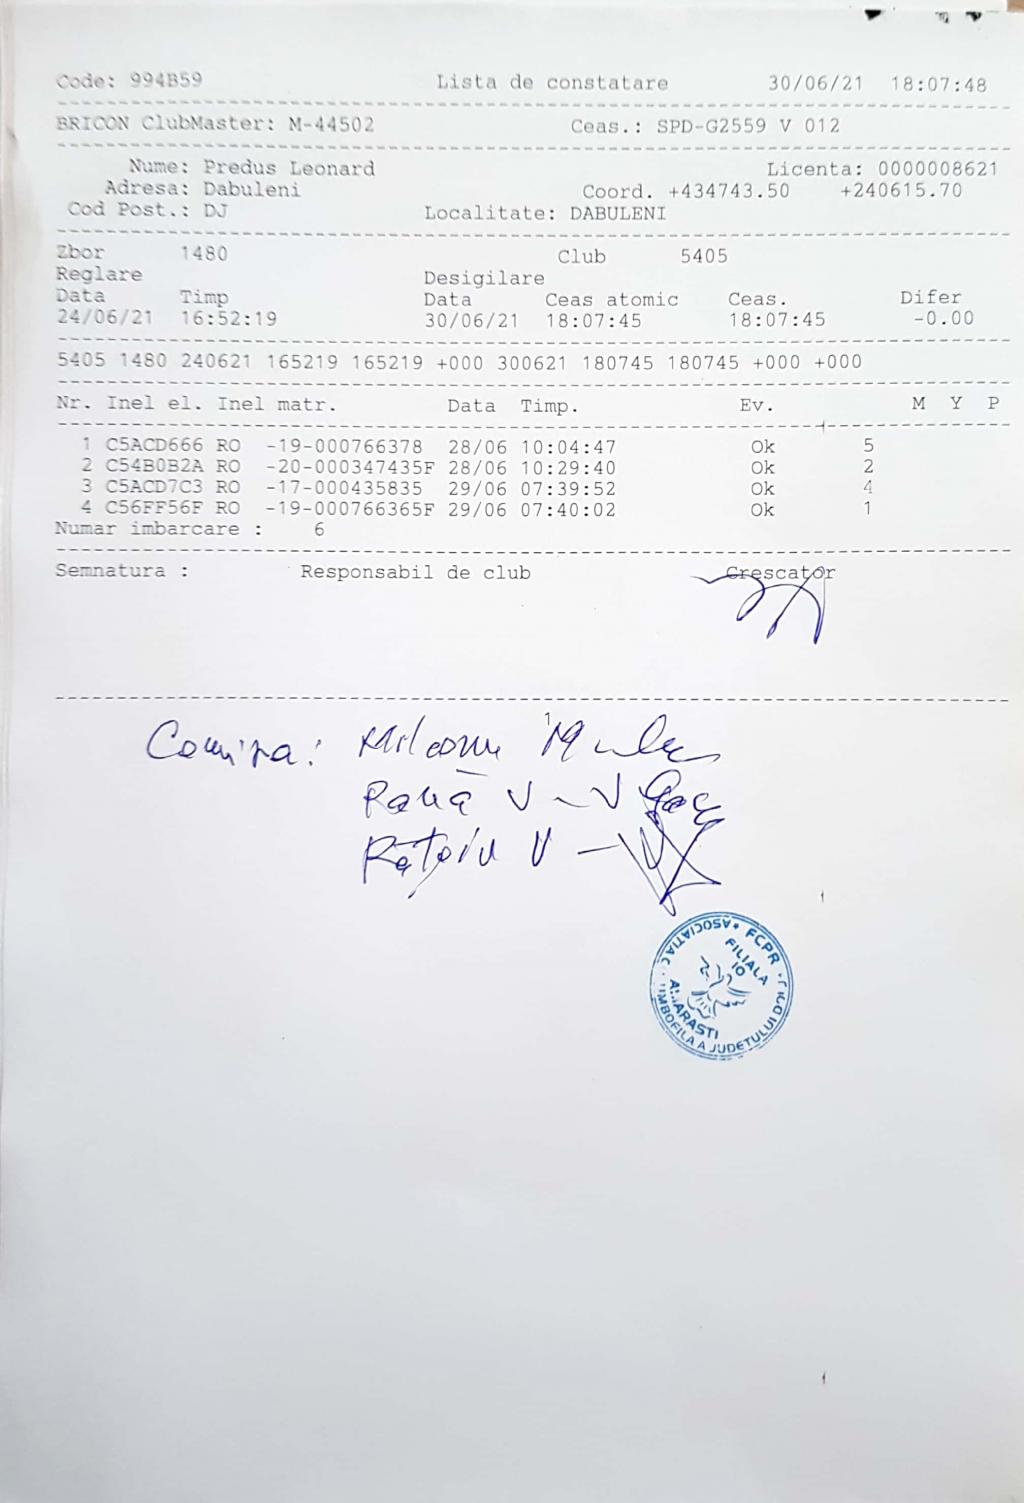 Code: 994B59 Lista de constatare 30/06/21 18:07:48
BRICON ClubMaster: M-44502 Ceas.: SPD-G2559 V 012
Nume: Predus Leonard Licenta: 0000008621
Adresa: Dabuleni Coord. +434743.50 +240615.70
Cod Post.: DJ Localitate: DABULENI
Zbor 1480 Club 5405
Reglare Desigilare
Data Timp Data Ceas atomic Ceas. Difer
24/06/21 16:52:19 30/06/21 18:07:45 18:07:45 -0.00
5405 1480 240621 165219 165219 +000 300621 180745 180745 +000 +000
Nr. Inel el. Inel matr. Data Timp. Ev. M Y P
1 C5ACD666 RO -19-000766378 28/06 10:04:47 Ok 5
2 C54B0B2A RO -20-000347435F 28/06 10:29:40 Ok 2
3 C5ACD7C3 RO -17-000435835 29/06 07:39:52 Ok 4
4 C56FF56F RO -19-000766365F 29/06 07:40:02 Ok 1
Numar imbarcare : 6
Semnatura : Responsabil de club Crescator
V
V
FCPR
FILIALA
10
JUDETULUI DOLJ